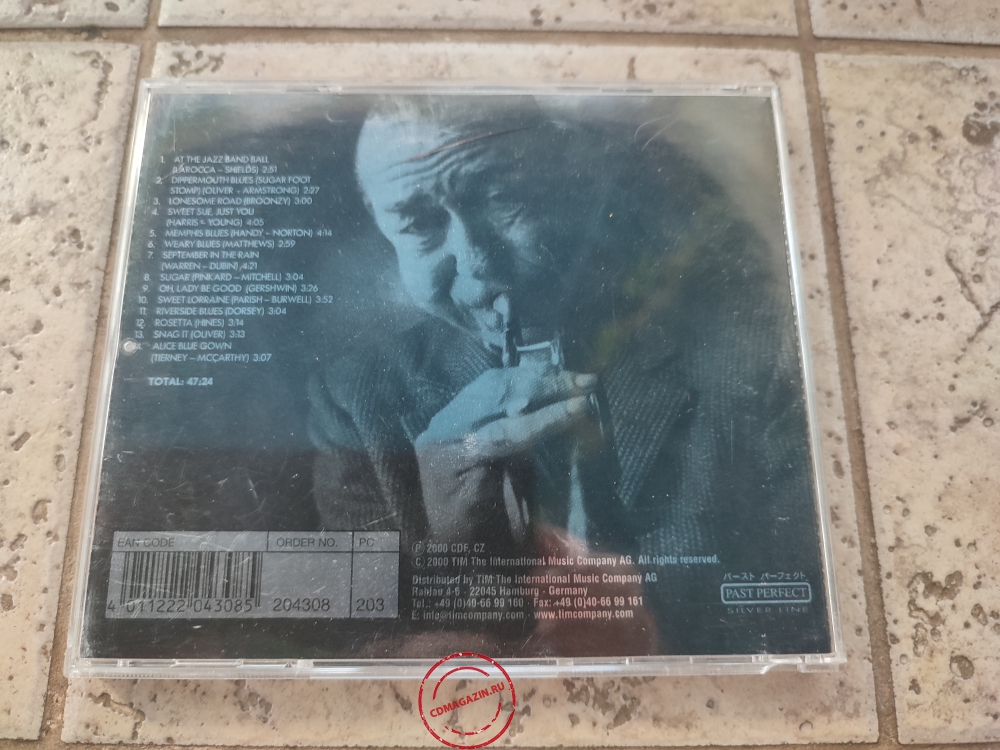 1. AT THE JAZZ BAND BALL
(LAROCCA – SHIELDS) 2:51
2. DIPPERMOUTH BLUES (SUGAR FOOT
STOMP) (OLIVER - ARMSTRONG) 2:27
3. LONESOME ROAD (BROONZY) 3:00
4. SWEET SUE, JUST YOU
(HARRIS – YOUNG) 4:05
5. MEMPHIS BLUES (HANDY – NORTON) 4:14
6. WEARY BLUES (MATTHEWS) 2:59
7. SEPTEMBER IN THE RAIN
(WARREN – DUBIN) 4:21
8. SUGAR (PINKARD – MITCHELL) 3:04
9. OH, LADY BE GOOD (GERSHWIN) 3:26
10. SWEET LORRAINE (PARISH – BURWELL) 3:52
11. RIVERSIDE BLUES (DORSEY) 3:04
12. ROSETTA (HINES) 3:14
13. SNAG IT (OLIVER) 3:13
ALICE BLUE GOWN
(TIERNEY – MCCARTHY) 3:07
TOTAL: 47:24
EAN CODE ORDER NO. PC
4 011222 043085 204308 203
Ⓟ 2000 CDF, CZ
© 2000 TIM The International Music Company AG. All rights reserved.
Distributed by TIM The International Music Company AG
Rahlau 4-6 · 22045 Hamburg · Germany
Tel.: +49 (0)40-66 99 160 · Fax: +49 (0)40-66 99 161
E: info@timcompany.com · www.timcompany.com
パースト パーフェクト
PAST PERFECT
SILVER LINE
CDMAGAZIN.RU